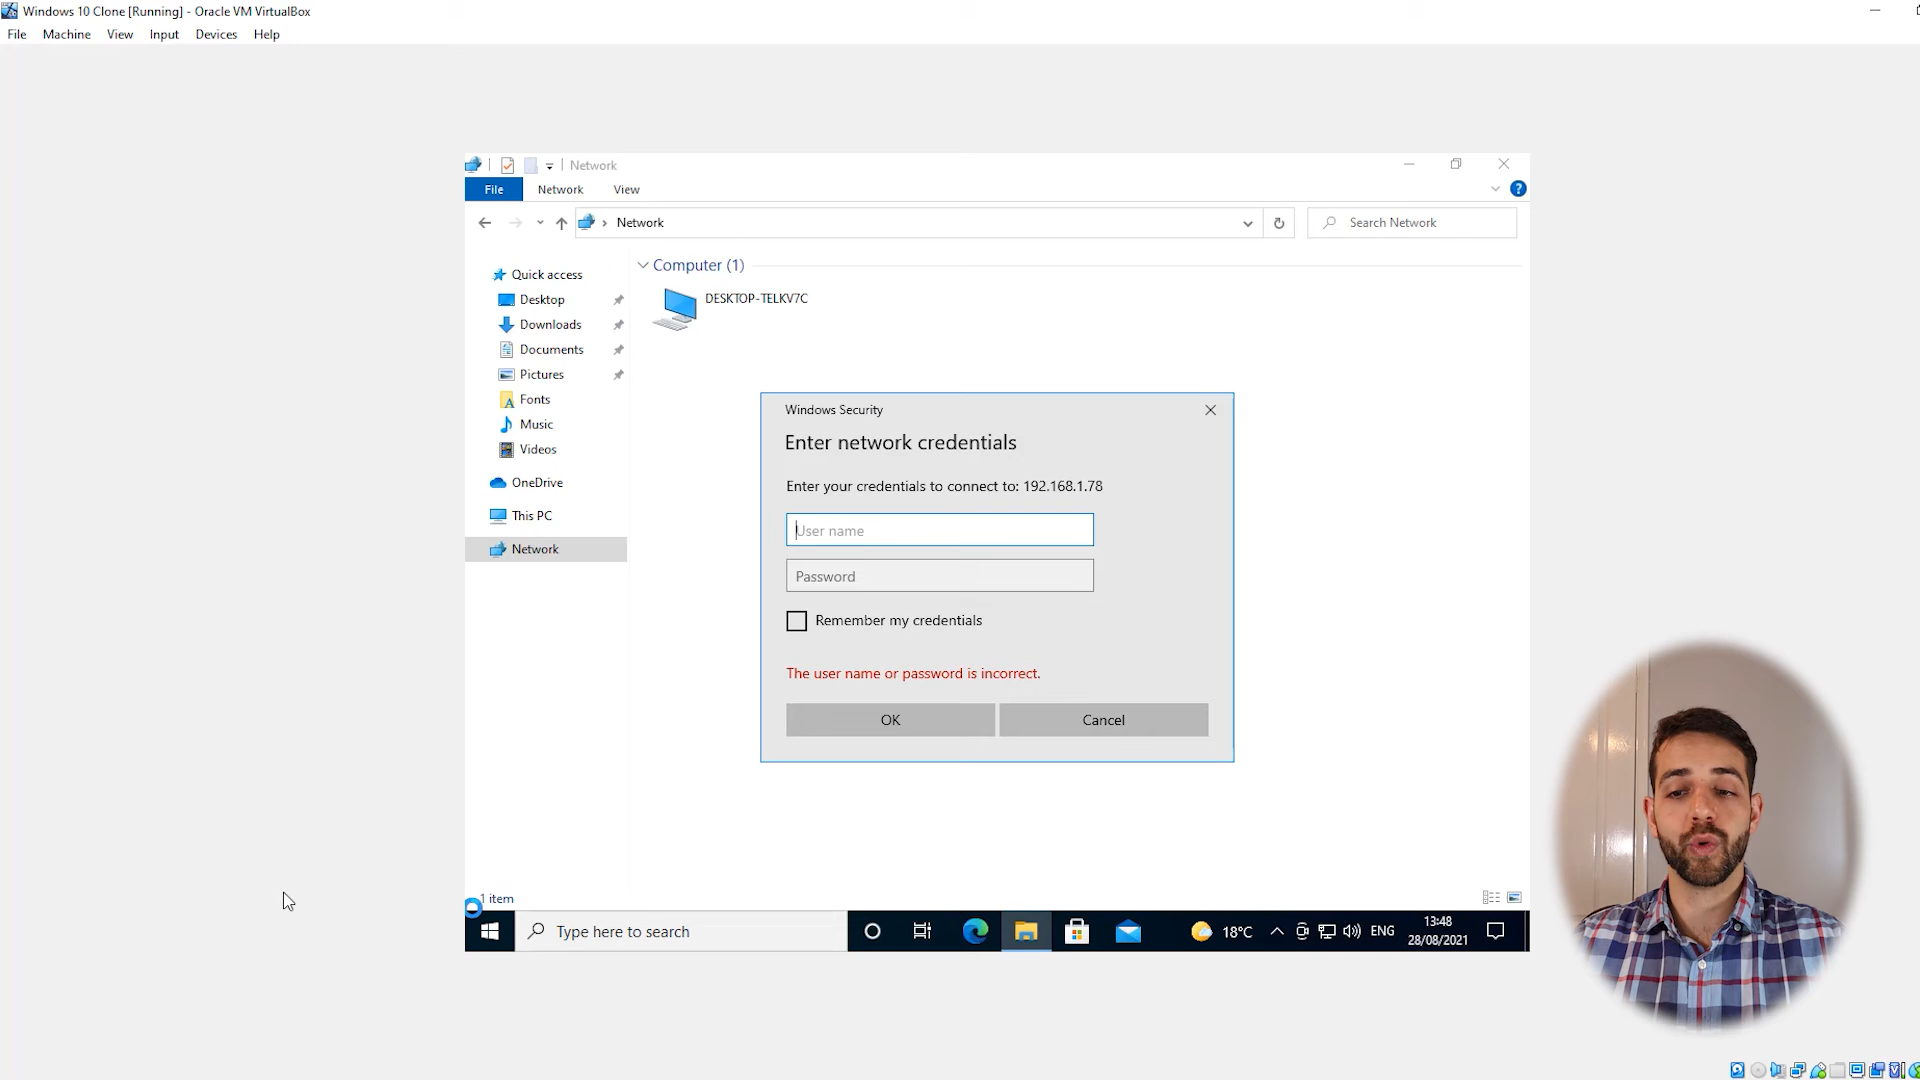 Windows 10 Clone [Running] - Oracle VM VirtualBox
File Machine View Input Devices Help
Network
File Network View
Network
Search Network
Quick access
Desktop
Downloads
Documents
Pictures
Fonts
Music
Videos
OneDrive
This PC
Network
Computer (1)
DESKTOP-TELKV7C
Windows Security
Enter network credentials
Enter your credentials to connect to: 192.168.1.78
User name
Password
Remember my credentials
The user name or password is incorrect.
OK Cancel
1 item
Type here to search
18°C
ENG
13:48
28/08/2021